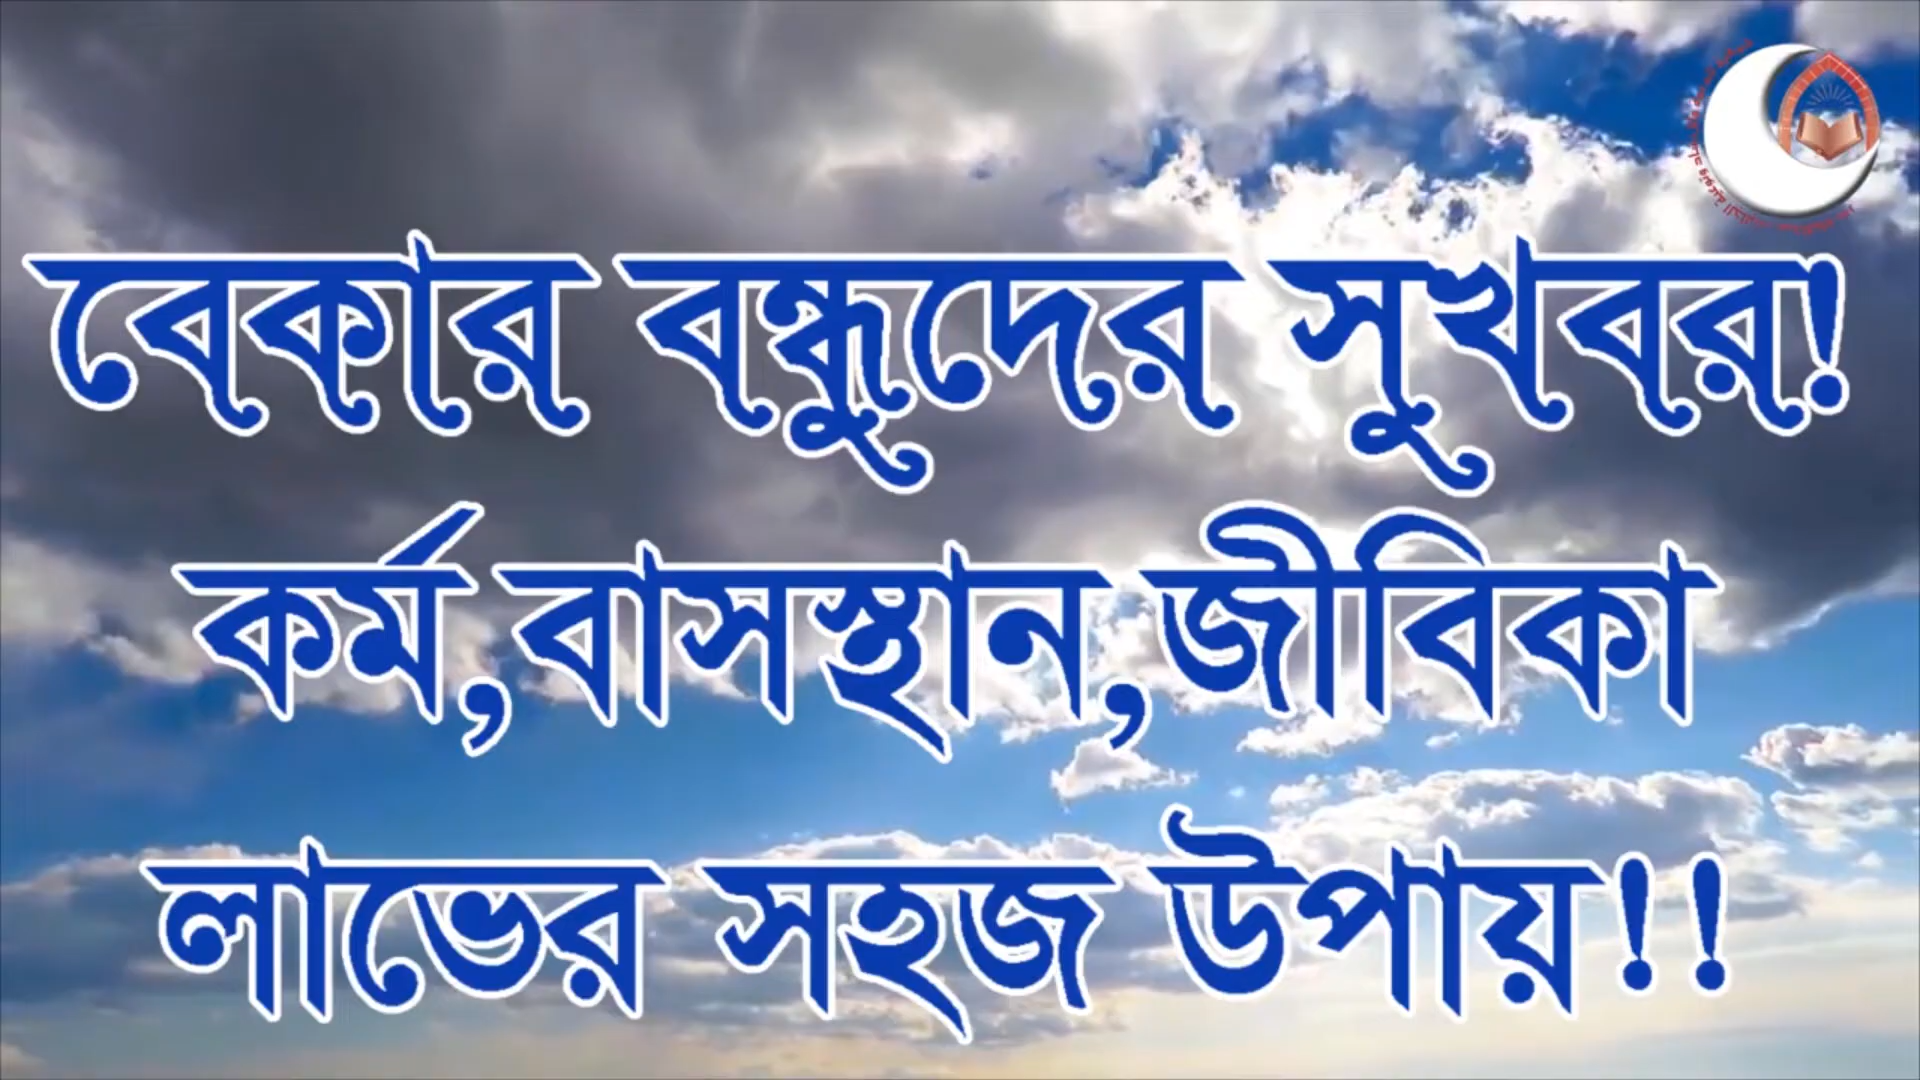 বেকার বন্ধুদের সুখবর!
কর্ম,বাসস্থান,জীবিকা
লাভের সহজ উপায়!!